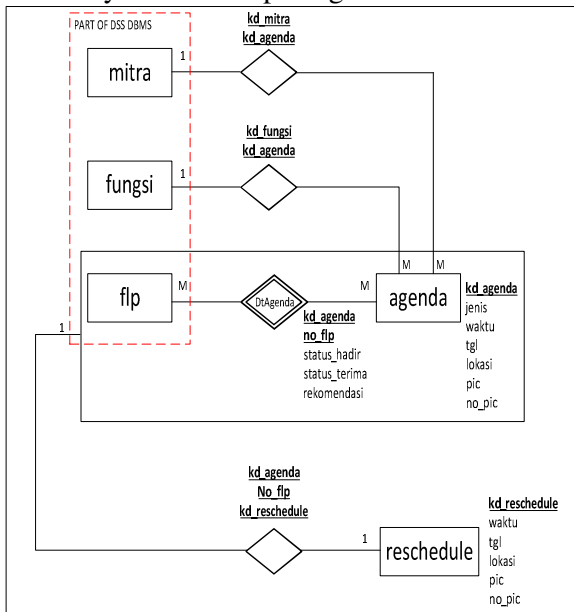 PART OF DSS DBMS
kd_mitra
kd_agenda
1
mitra
kd_fungsi
kd_agenda
1
fungsi
M
M
flp
M
DtAgenda
M
agenda
kd_agenda
jenis
waktu
tgl
lokasi
pic
no_pic
kd_agenda
no_flp
status_hadir
status_terima
rekomendasi
1
kd_agenda
No_flp
kd_reschedule
1
reschedule
kd_reschedule
waktu
tgl
lokasi
pic
no_pic